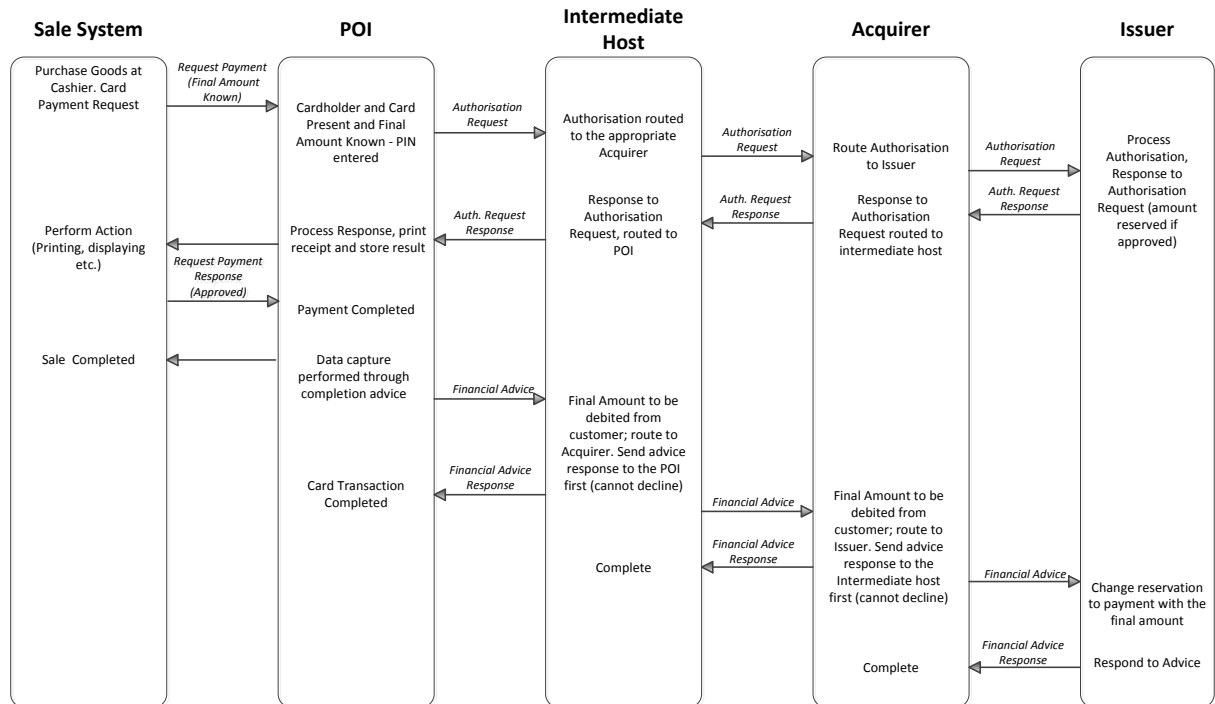 Sale System
POI
Intermediate
Host
Acquirer
Issuer
Purchase Goods at
Cashier. Card
Payment Request
Request Payment
(Final Amount
Known)
Cardholder and Card
Present and Final
Amount Known - PIN
entered
Authorisation
Request
Authorisation routed
to the appropriate
Acquirer
Authorisation
Request
Route Authorisation
to Issuer
Authorisation
Request
Process
Authorisation,
Response to
Authorisation
Request (amount
reserved if
approved)
Auth. Request
Response
Response to
Authorisation
Request routed to
intermediate host
Auth. Request
Response
Response to
Authorisation
Request, routed to
POI
Auth. Request
Response
Process Response, print
receipt and store result
Perform Action
(Printing, displaying
etc.)
Request Payment
Response
(Approved)
Payment Completed
Sale  Completed
Data capture
performed through
completion advice
Financial Advice
Final Amount to be
debited from
customer; route to
Acquirer. Send advice
response to the POI
first (cannot decline)
Financial Advice
Response
Card Transaction
Completed
Financial Advice
Final Amount to be
debited from
customer; route to
Issuer. Send advice
response to the
Intermediate host
first (cannot decline)
Financial Advice
Response
Complete
Financial Advice
Change reservation
to payment with the
final amount
Financial Advice
Response
Respond to Advice
Complete